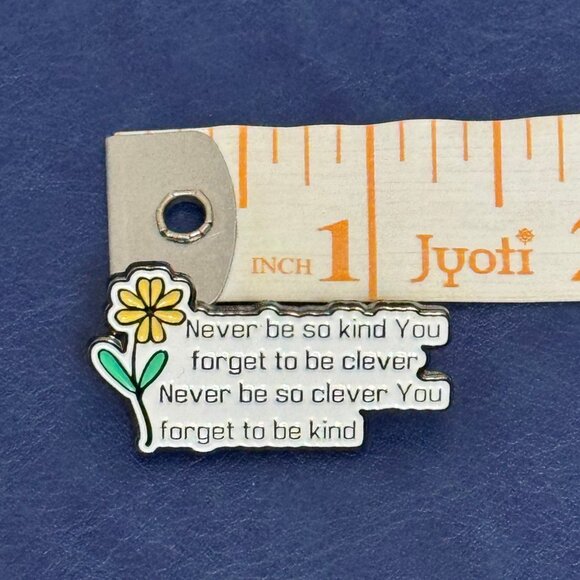 INCH 1 Jyoti
Never be so kind You
forget to be clever
Never be so clever You
forget to be kind